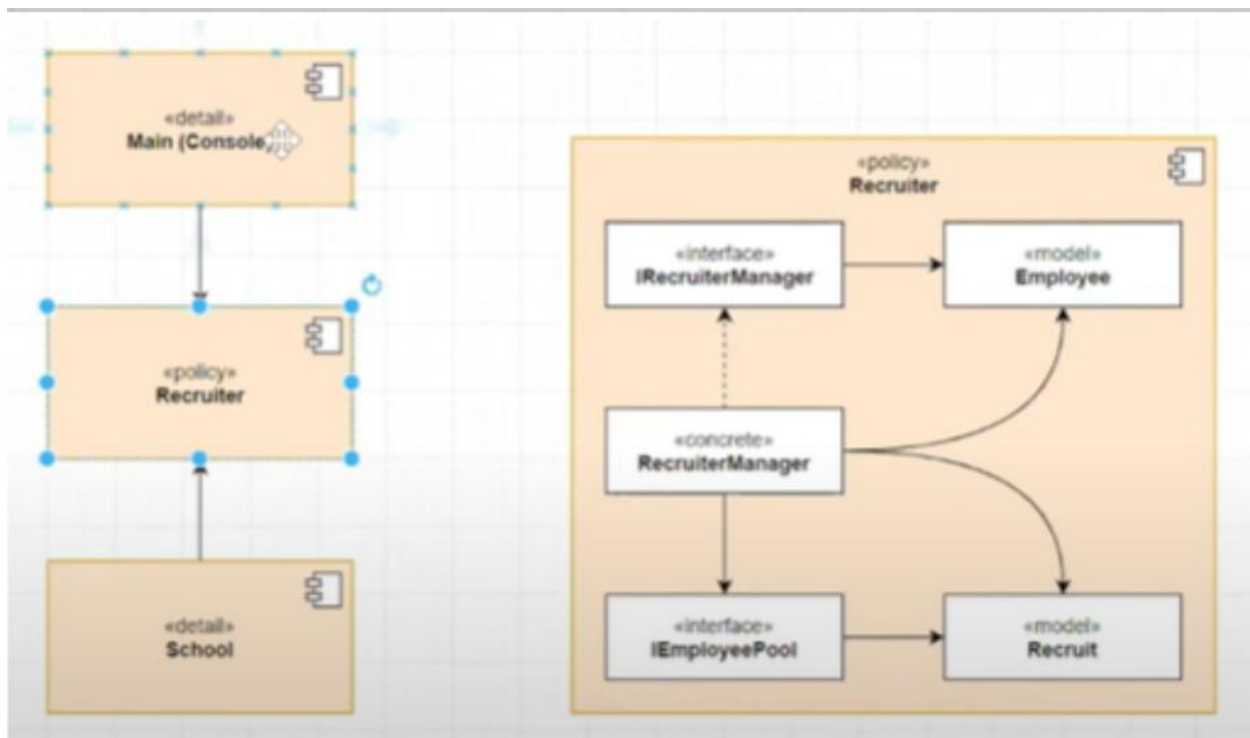 «detail»
Main (Console
«policy»
Recruiter
«detail»
School
«policy»
Recruiter
«interface»
IRecruiterManager
«model»
Employee
«concrete»
RecruiterManager
«interface»
IEmployeePool
«model»
Recruit